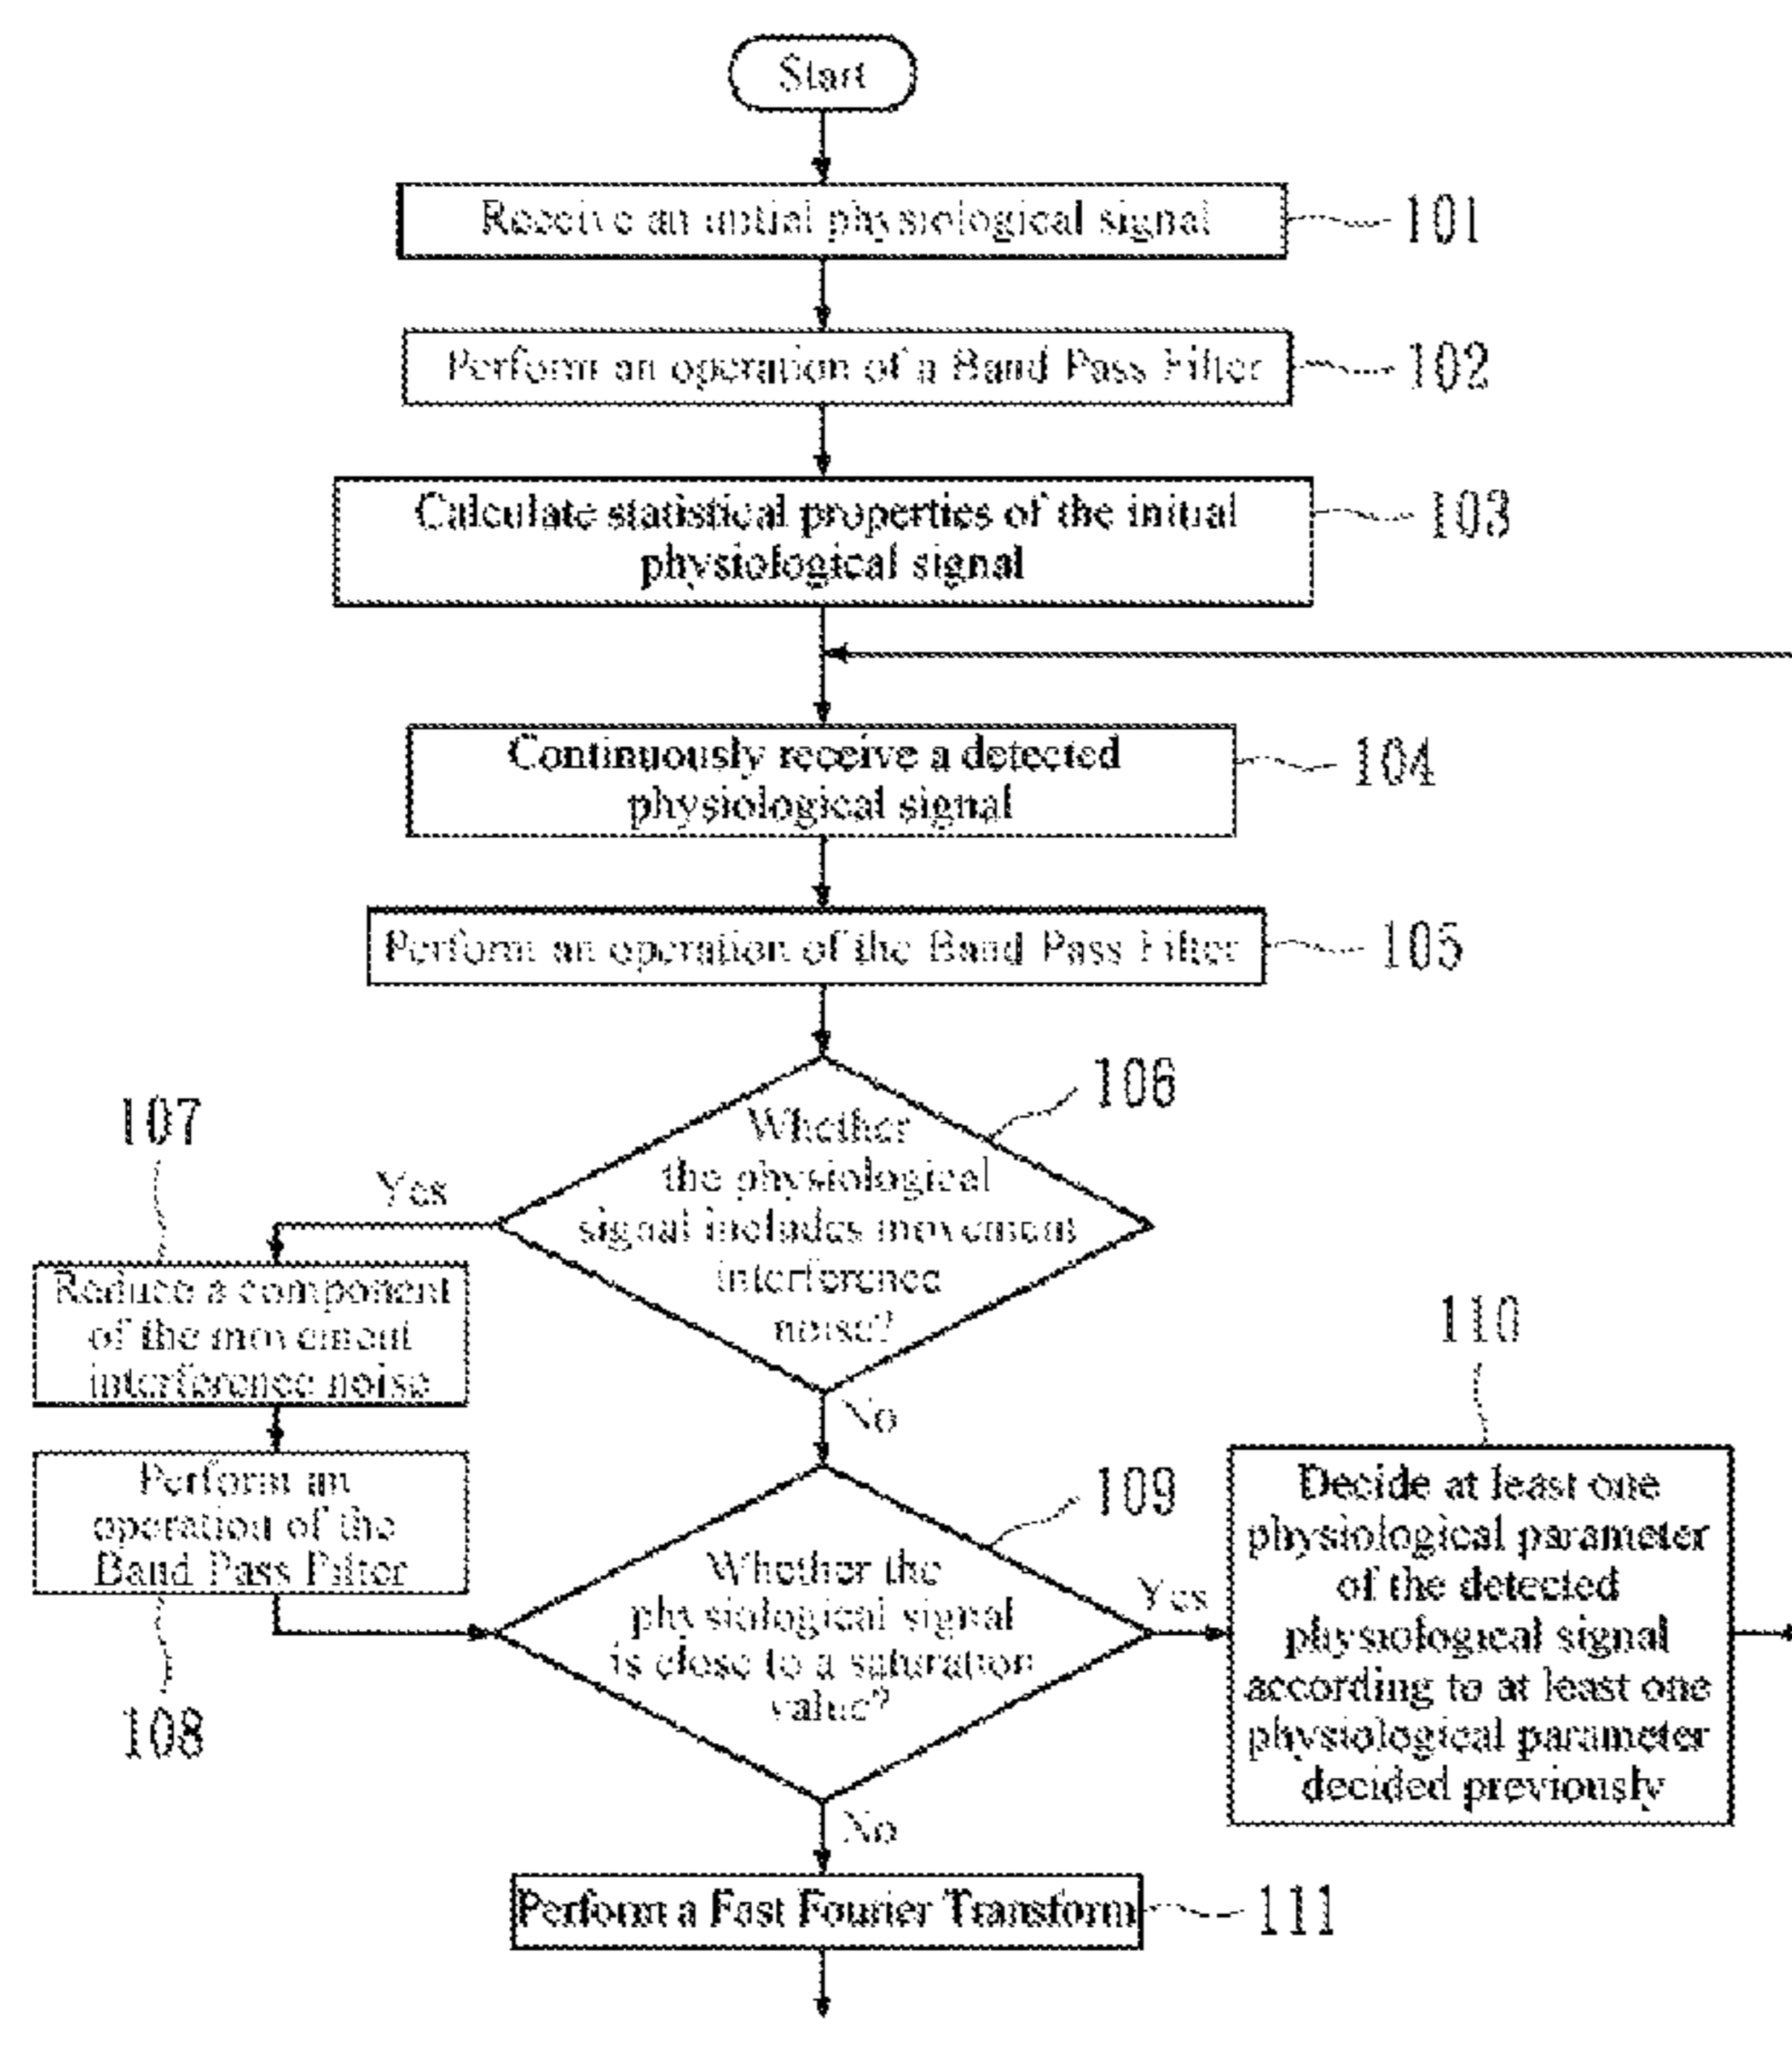 Start
Receive an initial physiological signal
101
Perform an operation of a Band Pass Filter
102
Calculate statistical properties of the initial
physiological signal
103
Continuously receive a detected
physiological signal
104
Perform an operation of the Band Pass Filter
105
106
Whether
the physiological
signal includes movement
interference
noise?
Yes
107
Reduce a component
of the movement
interference noise
No
Perform an
operation of the
Band Pass Filter
108
109
Whether the
physiological signal
is close to a saturation
value?
Yes
110
Decide at least one
physiological parameter
of the detected
physiological signal
according to at least one
physiological parameter
decided previously
No
Perform a Fast Fourier Transform
111